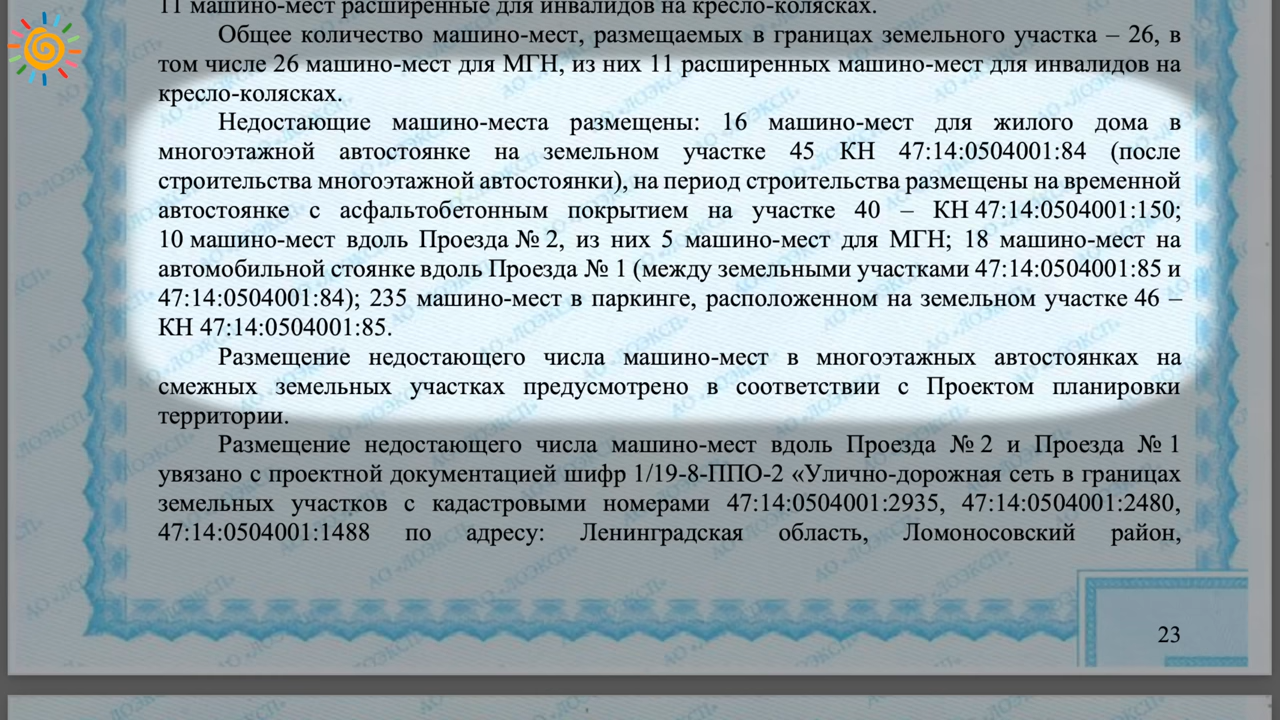 11 машино-мест расширенные для инвалидов на кресло-колясках.
Общее количество машино-мест, размещаемых в границах земельного участка – 26, в
том числе 26 машино-мест для МГН, из них 11 расширенных машино-мест для инвалидов на
кресло-колясках.
Недостающие машино-места размещены: 16 машино-мест для жилого дома в
многоэтажной автостоянке на земельном участке 45 КН 47:14:0504001:84 (после
строительства многоэтажной автостоянки), на период строительства размещены на временной
автостоянке с асфальтобетонным покрытием на участке 40 – КН 47:14:0504001:150;
10 машино-мест вдоль Проезда № 2, из них 5 машино-мест для МГН; 18 машино-мест на
автомобильной стоянке вдоль Проезда № 1 (между земельными участками 47:14:0504001:85 и
47:14:0504001:84); 235 машино-мест в паркинге, расположенном на земельном участке 46 –
КН 47:14:0504001:85.
Размещение недостающего числа машино-мест в многоэтажных автостоянках на
смежных земельных участках предусмотрено в соответствии с Проектом планировки
территории.
Размещение недостающего числа машино-мест вдоль Проезда № 2 и Проезда № 1
увязано с проектной документацией шифр 1/19-8-ППО-2 «Улично-дорожная сеть в границах
земельных участков с кадастровыми номерами 47:14:0504001:2935, 47:14:0504001:2480,
47:14:0504001:1488 по адресу: Ленинградская область, Ломоносовский район,
23